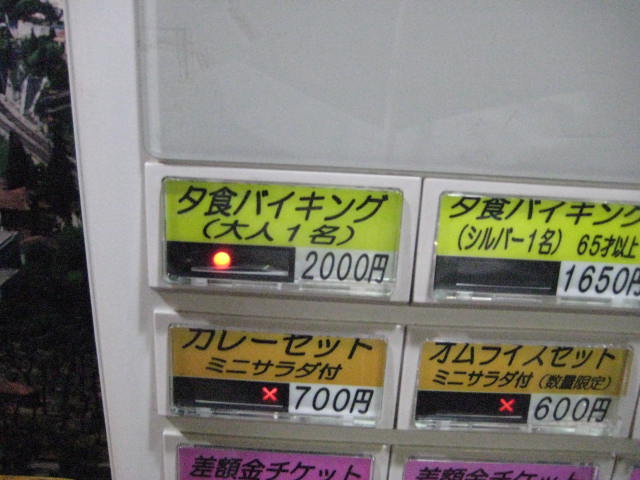 夕食バイキング
(大人1名)
2000円
夕食バイキング
(シルバー1名) 65才以上
1650円
カレーセット
ミニサラダ付
700円
オムライスセット
ミニサラダ付(数量限定)
600円
差額金チケット
差額金チケット